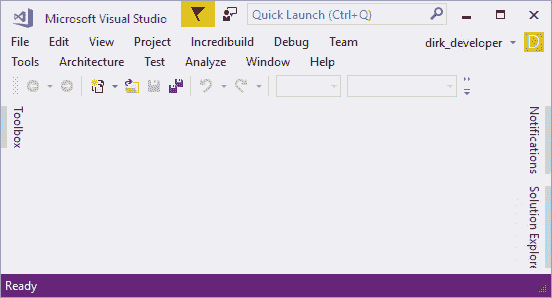 Microsoft Visual Studio
Quick Launch (Ctrl+Q)
File Edit View Project Incredibuild Debug Team
dirk_developer
D
Tools Architecture Test Analyze Window Help
Toolbox
Notifications
Solution Explore
Ready